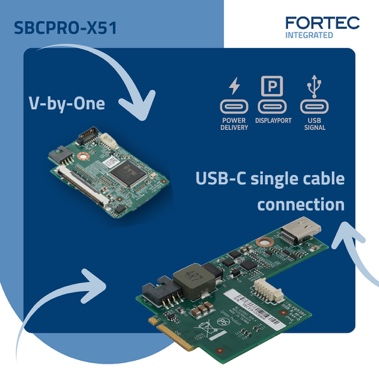 SBCPRO-X51
FORTEC
INTEGRATED
V-by-One
POWER
DELIVERY
DISPLAYPORT
USB
SIGNAL
USB-C single cable
connection